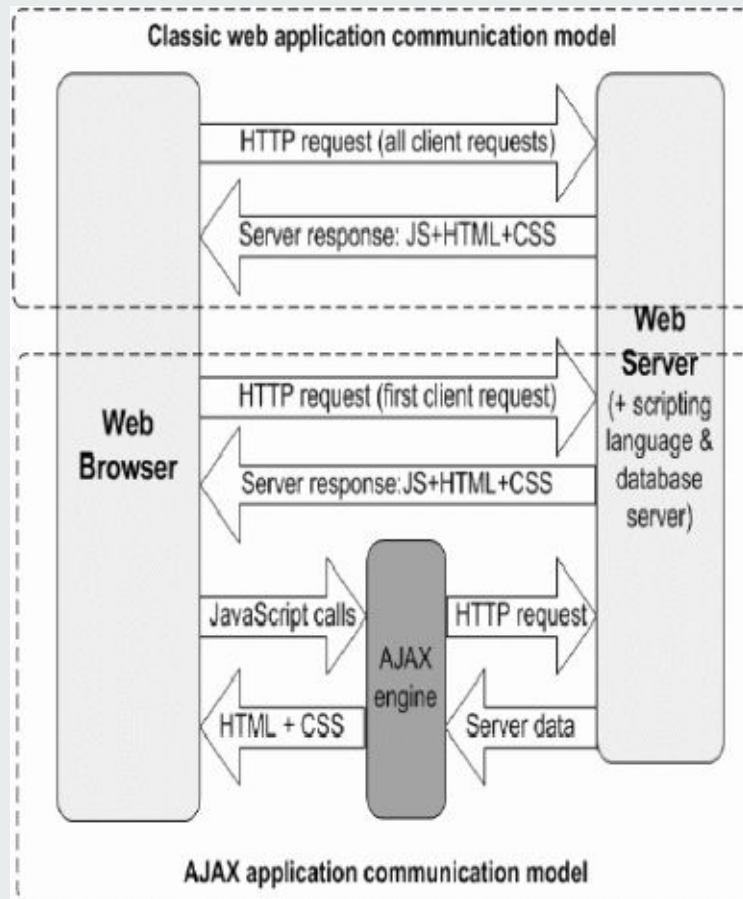 Classic web application communication model
HTTP request (all client requests)
Server response: JS+HTML+CSS
Web
Server
(+ scripting
language &
database
server)
Web
Browser
HTTP request (first client request)
Server response:JS+HTML+CSS
JavaScript calls
HTTP request
AJAX
engine
HTML + CSS
Server data
AJAX application communication model